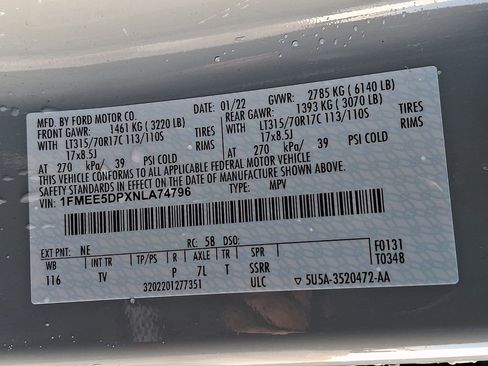 MFD. BY FORD MOTOR CO.
DATE: 01/22 GVWR: 2785 KG ( 6140 LB)
FRONT GAWR: 1461 KG ( 3220 LB) REAR GAWR: 1393 KG ( 3070 LB)
WITH LT315/70R17C 113/110S TIRES WITH LT315/70R17C 113/110S TIRES
17x8.5J 17x8.5J
AT 270 kPa/ 39 PSI COLD AT 270 kPa/ 39 PSI COLD
THIS VEHICLE CONFORMS TO ALL APPLICABLE FEDERAL MOTOR VEHICLE
SAFETY STANDARDS IN EFFECT ON THE DATE OF MANUFACTURE SHOWN ABOVE.
VIN: 1FMEE5DPXNLA74796 TYPE: MPV
EXT PNT: NE RC: 58 DSO: F0131
WB INT TR TP/PS R AXLE TR SPR T0348
116 TV P 7L T SSRR
3202201277351 ULC ▽ 5U5A-3520472-AA